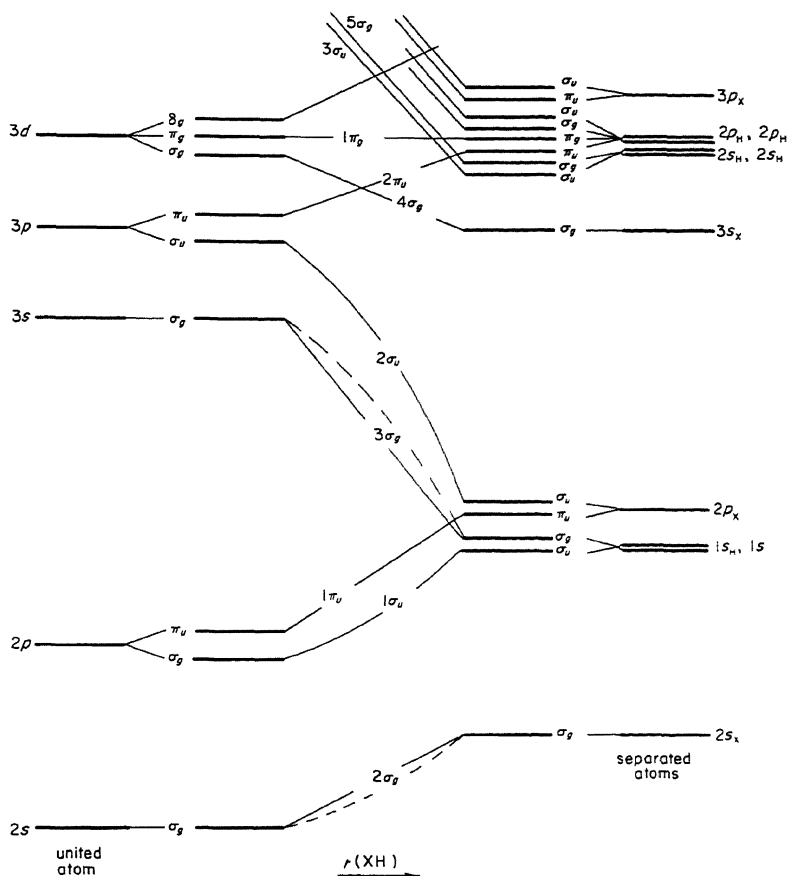 5σg
3σu
3d
δg
πg
σg
1πg
2πu
4σg
3p
πu
σu
3s
σg
2σu
3σg
1πu
1σu
2p
πu
σg
2σg
2s
σg
united
atom
r(XH)
σu
πu
3px
σu
σg
πg
2pH, 2pH
πu
σg
σu
2sH, 2sH
σg
3sx
σu
πu
2px
σg
σu
1sH, 1s
σg
2sx
separated
atoms